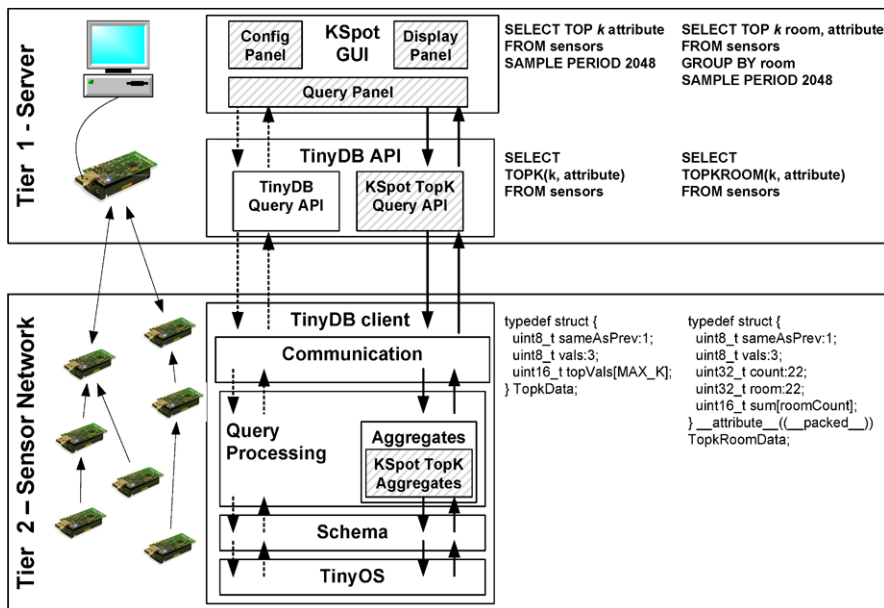 Tier 1 - Server
Config
Panel
KSpot
GUI
Display
Panel
Query Panel
SELECT TOP k attribute
FROM sensors
SAMPLE PERIOD 2048
SELECT TOP k room, attribute
FROM sensors
GROUP BY room
SAMPLE PERIOD 2048
TinyDB API
TinyDB
Query API
KSpot TopK
Query API
SELECT
TOPK(k, attribute)
FROM sensors
SELECT
TOPKROOM(k, attribute)
FROM sensors
Tier 2 – Sensor Network
TinyDB client
Communication
Query
Processing
Aggregates
KSpot TopK
Aggregates
Schema
TinyOS
typedef struct {
uint8_t sameAsPrev:1;
uint8_t vals:3;
uint16_t topVals[MAX_K];
} TopkData;
typedef struct {
uint8_t sameAsPrev:1;
uint8_t vals:3;
uint32_t count:22;
uint32_t room:22;
uint16_t sum[roomCount];
} __attribute__((__packed__))
TopkRoomData;